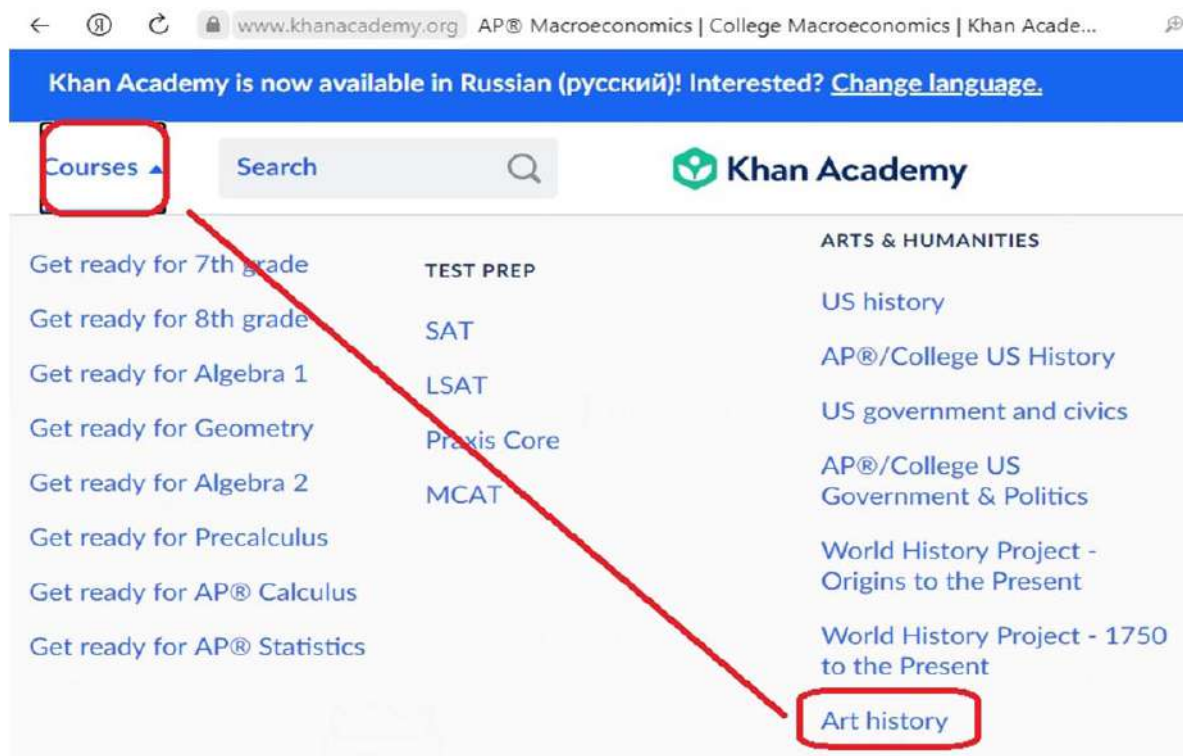 www.khanacademy.org AP® Macroeconomics | College Macroeconomics | Khan Acade...
Khan Academy is now available in Russian (русский)! Interested? Change language.
Courses
Search
Khan Academy
Get ready for 7th grade
Get ready for 8th grade
Get ready for Algebra 1
Get ready for Geometry
Get ready for Algebra 2
Get ready for Precalculus
Get ready for AP® Calculus
Get ready for AP® Statistics
TEST PREP
SAT
LSAT
Praxis Core
MCAT
ARTS & HUMANITIES
US history
AP®/College US History
US government and civics
AP®/College US
Government & Politics
World History Project -
Origins to the Present
World History Project - 1750
to the Present
Art history